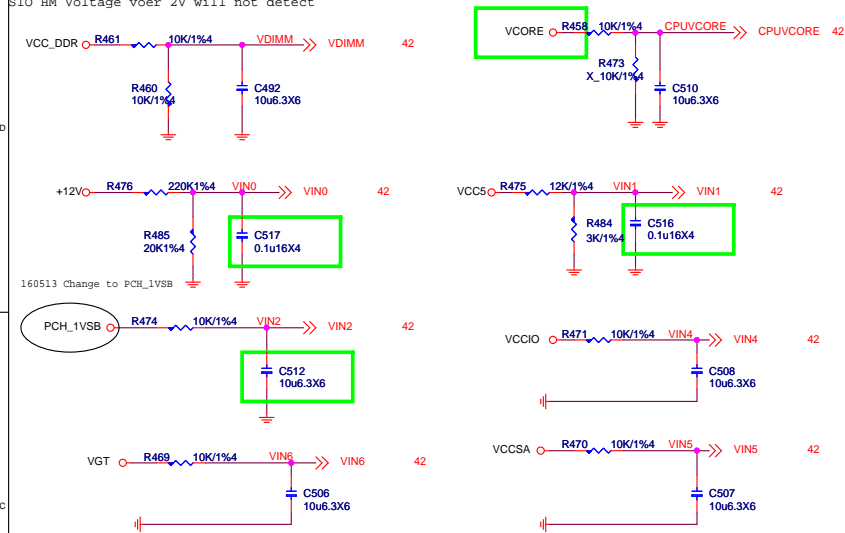 SIO HM Voltage voer 2V will not detect
VCC_DDR R461 10K/1%4 VDIMM VDIMM 42
R460
10K/1%4
C492
10u6.3X6
VCORE R458 10K/1%4 CPUVCORE CPUVCORE 42
R473
X_10K/1%4
C510
10u6.3X6
D
+12V R476 220K1%4 VIN0 VIN0 42
R485
20K1%4
C517
0.1u16X4
VCC5 R475 12K/1%4 VIN1 VIN1 42
R484
3K/1%4
C516
0.1u16X4
160513 Change to PCH_1VSB
PCH_1VSB R474 10K/1%4 VIN2 VIN2 42
C512
10u6.3X6
VCCIO R471 10K/1%4 VIN4 VIN4 42
C508
10u6.3X6
VGT R469 10K/1%4 VIN6 VIN6 42
C506
10u6.3X6
VCCSA R470 10K/1%4 VIN5 VIN5 42
C507
10u6.3X6
C